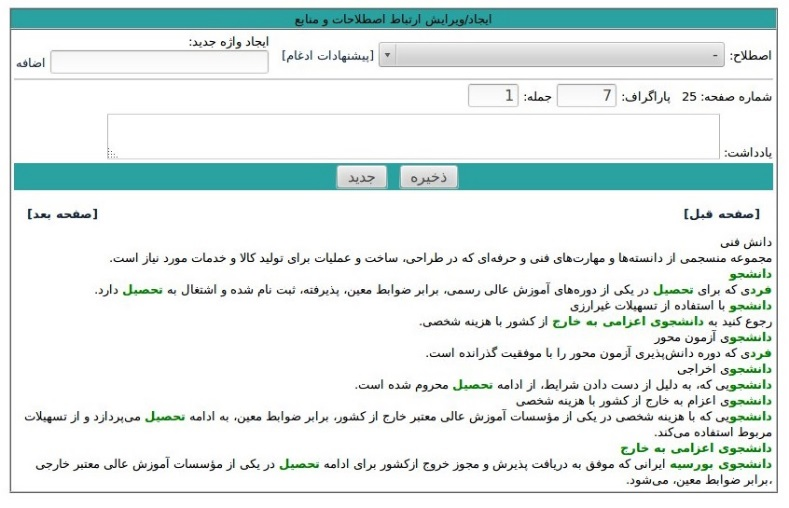 ایجاد/ویرایش ارتباط اصطلاحات و منابع
اصطلاح: - [پیشنهادات ادغام] ایجاد واژه جدید: اضافه
شماره صفحه: 25 پاراگراف: 7 جمله: 1
یادداشت:
ذخیره جدید
[صفحه قبل] [صفحه بعد]
دانش فنی
مجموعه منسجمی از دانسته‌ها و مهارت‌های فنی و حرفه‌ای که در طراحی، ساخت و عملیات برای تولید کالا و خدمات مورد نیاز است.
دانشجو
فردی که برای تحصیل در یکی از دوره‌های آموزش عالی رسمی، برابر ضوابط معین، پذیرفته، ثبت نام شده و اشتغال به تحصیل دارد.
دانشجو با استفاده از تسهیلات غیرارزی
رجوع کنید به دانشجوی اعزامی به خارج از کشور با هزینه شخصی.
دانشجوی آزمون محور
فردی که دوره دانش‌پذیری آزمون محور را با موفقیت گذرانده است.
دانشجوی اخراجی
دانشجویی که، به دلیل از دست دادن شرایط، از ادامه تحصیل محروم شده است.
دانشجوی اعزام به خارج از کشور با هزینه شخصی
دانشجویی که با هزینه شخصی در یکی از مؤسسات آموزش عالی معتبر خارج از کشور، برابر ضوابط معین، به ادامه تحصیل می‌پردازد و از تسهیلات
مربوط استفاده می‌کند.
دانشجوی اعزامی به خارج
دانشجوی بورسیه ایرانی که موفق به دریافت پذیرش و مجوز خروج ازکشور برای ادامه تحصیل در یکی از مؤسسات آموزش عالی معتبر خارجی
،برابر ضوابط معین، می‌شود.